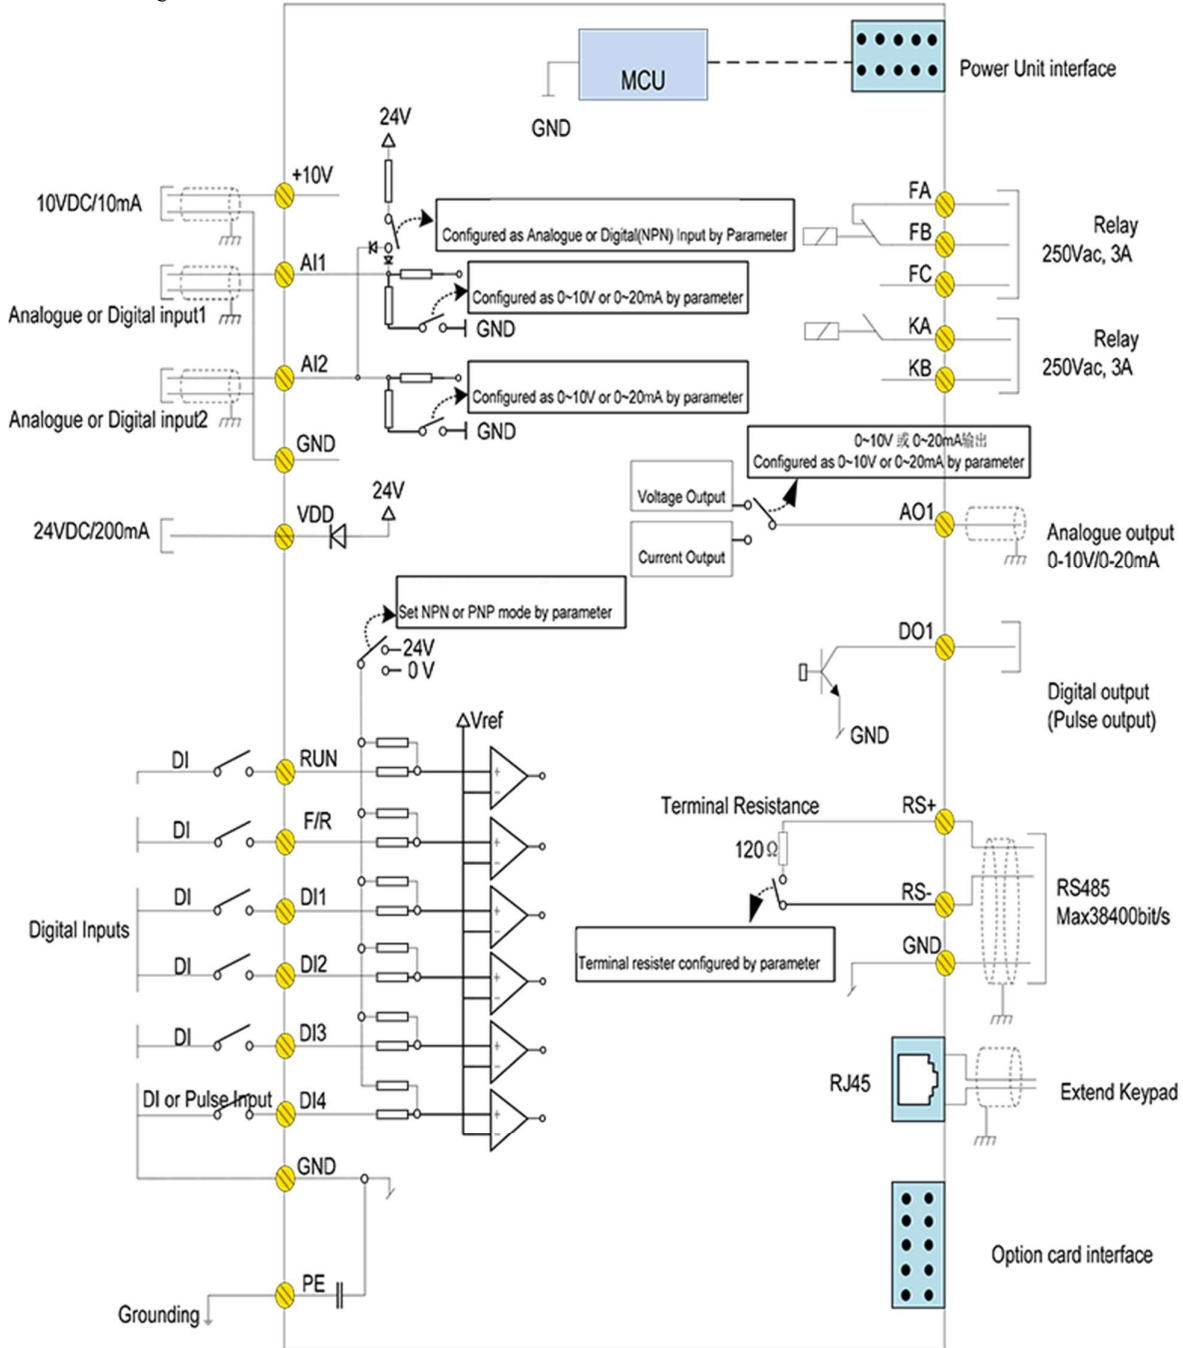 MCU
Power Unit interface
GND
24V
+10V
10VDC/10mA
Configured as Analogue or Digital(NPN) Input by Parameter
AI1
Configured as 0~10V or 0~20mA by parameter
Analogue or Digital input1
GND
AI2
Configured as 0~10V or 0~20mA by parameter
Analogue or Digital input2
GND
GND
24V
VDD
24VDC/200mA
FA
FB
FC
Relay
250Vac, 3A
KA
KB
Relay
250Vac, 3A
0~10V 或 0~20mA输出
Configured as 0~10V or 0~20mA by parameter
Voltage Output
Current Output
AO1
Analogue output
0-10V/0-20mA
Set NPN or PNP mode by parameter
24V
0 V
DO1
Digital output
(Pulse output)
GND
Vref
DI
RUN
DI
F/R
DI
DI1
Digital Inputs
DI
DI2
DI
DI3
DI or Pulse Input
DI4
GND
PE
Grounding
Terminal Resistance
120 Ω
RS+
RS-
GND
RS485
Max38400bit/s
Terminal resister configured by parameter
RJ45
Extend Keypad
Option card interface